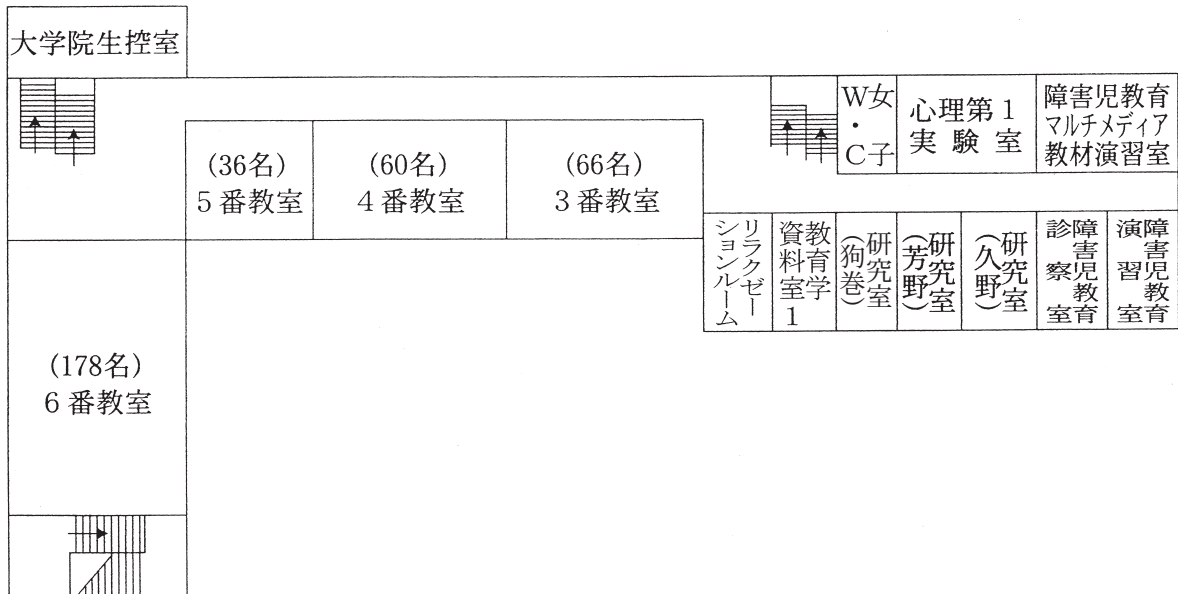 大学院生控室
W女
・
C子
心理第1
実験室
障害児教育
マルチメディア
教材演習室
(36名)
5番教室
(60名)
4番教室
(66名)
3番教室
リラクゼー
ションルーム
教育学
資料室1
研究室
(狗巻)
研究室
(芳野)
研究室
(久野)
障害児教育
診察室
障害児教育
演習室
(178名)
6番教室